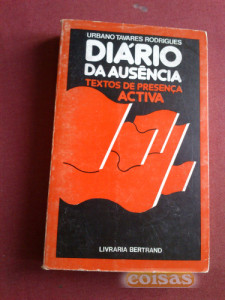 URBANO TAVARES RODRIGUES
DIÁRIO
DA AUSÊNCIA
TEXTOS DE PRESENÇA
ACTIVA
LIVRARIA BERTRAND
coisas